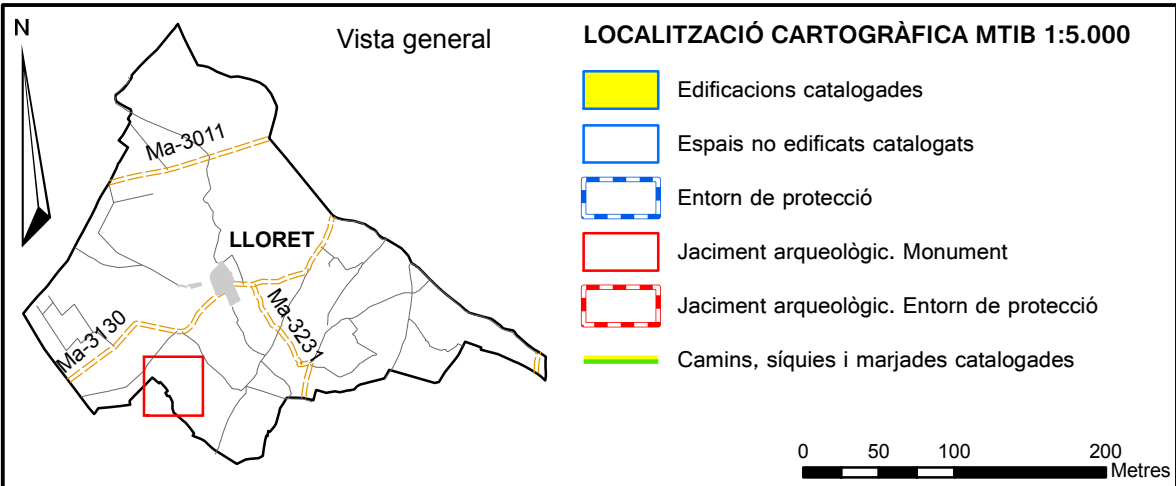 N
Vista general
Ma-3011
LLORET
Ma-3130
Ma-3231
LOCALITZACIÓ CARTOGRÀFICA MTIB 1:5.000
Edificacions catalogades
Espais no edificats catalogats
Entorn de protecció
Jaciment arqueològic. Monument
Jaciment arqueològic. Entorn de protecció
Camins, síquies i marjades catalogades
0 50 100 200
Metres